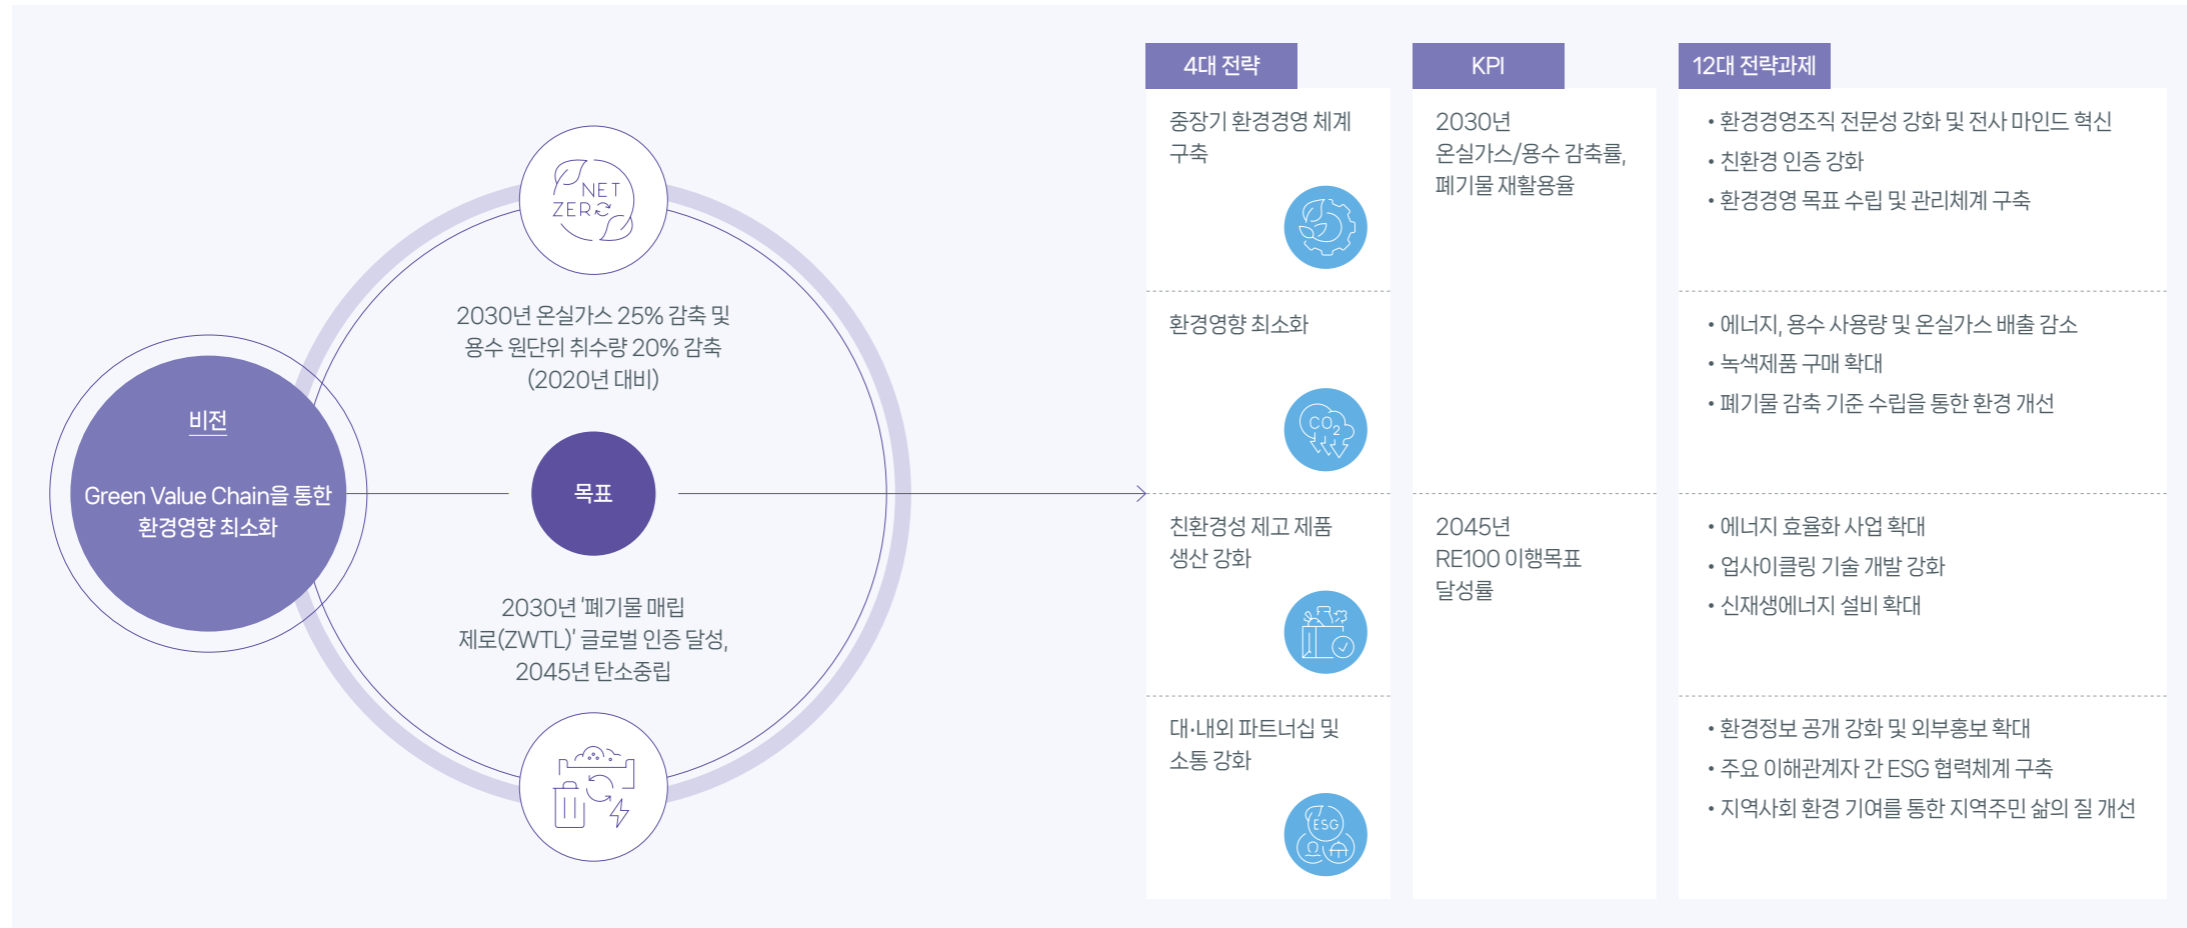 비전
Green Value Chain을 통한
환경영향 최소화
NET
ZERO
2030년 온실가스 25% 감축 및
용수 원단위 취수량 20% 감축
(2020년 대비)
목표
2030년 ‘폐기물 매립
제로(ZWTL)’ 글로벌 인증 달성,
2045년 탄소중립
4대 전략
중장기 환경경영 체계
구축
환경영향 최소화
CO2
친환경성 제고 제품
생산 강화
대·내외 파트너십 및
소통 강화
ESG
KPI
2030년
온실가스/용수 감축률,
폐기물 재활용율
2045년
RE100 이행목표
달성률
12대 전략과제
• 환경경영조직 전문성 강화 및 전사 마인드 혁신
• 친환경 인증 강화
• 환경경영 목표 수립 및 관리체계 구축
• 에너지, 용수 사용량 및 온실가스 배출 감소
• 녹색제품 구매 확대
• 폐기물 감축 기준 수립을 통한 환경 개선
• 에너지 효율화 사업 확대
• 업사이클링 기술 개발 강화
• 신재생에너지 설비 확대
• 환경정보 공개 강화 및 외부홍보 확대
• 주요 이해관계자 간 ESG 협력체계 구축
• 지역사회 환경 기여를 통한 지역주민 삶의 질 개선